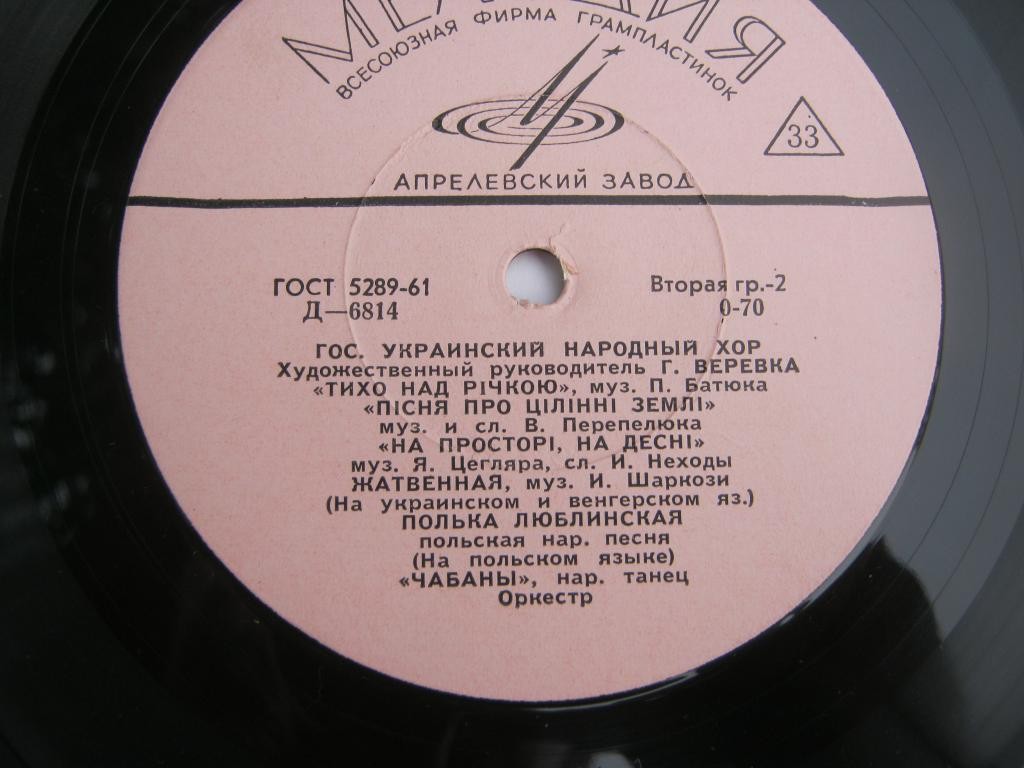 ВСЕСОЮЗНАЯ ФИРМА ГРАМПЛАСТИНОК
33
АПРЕЛЕВСКИЙ ЗАВОД
ГОСТ 5289-61
Д—6814
Вторая гр.-2
0-70
ГОС. УКРАИНСКИЙ НАРОДНЫЙ ХОР
Художественный руководитель Г. ВЕРЕВКА
«ТИХО НАД РІЧКОЮ», муз. П. Батюка
«ПІСНЯ ПРО ЦІЛІННІ ЗЕМЛІ»
муз. и сл. В. Перепелюка
«НА ПРОСТОРІ, НА ДЕСНІ»
муз. Я. Цегляра, сл. И. Неходы
ЖАТВЕННАЯ, муз. И. Шаркози
(На украинском и венгерском яз.)
ПОЛЬКА ЛЮБЛИНСКАЯ
польская нар. песня
(На польском языке)
«ЧАБАНЫ», нар. танец
Оркестр